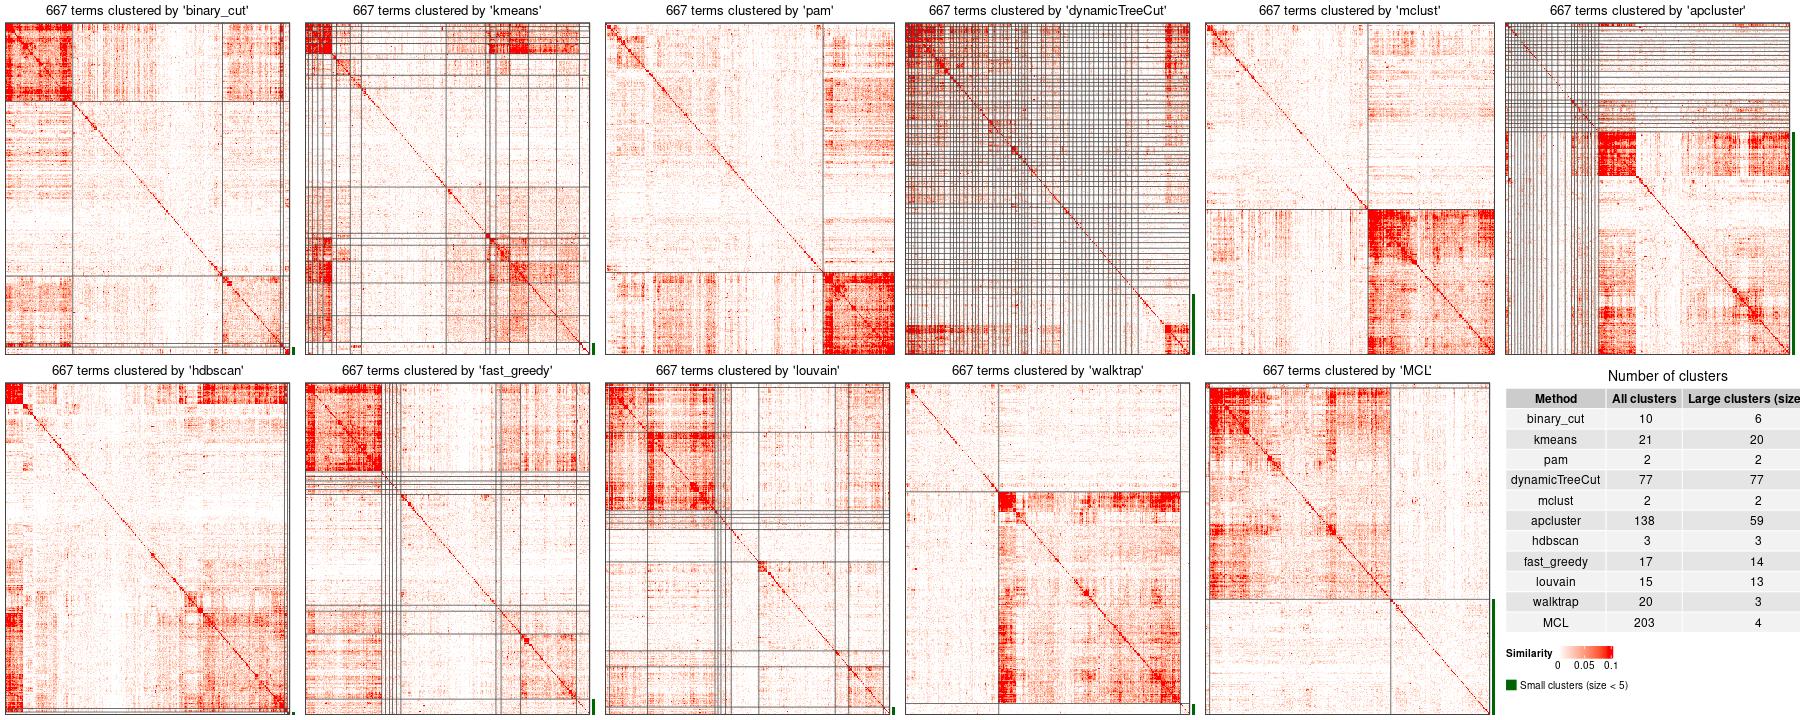 667 terms clustered by 'binary_cut'
667 terms clustered by 'kmeans'
667 terms clustered by 'pam'
667 terms clustered by 'dynamicTreeCut'
667 terms clustered by 'mclust'
667 terms clustered by 'apcluster'
667 terms clustered by 'hdbscan'
667 terms clustered by 'fast_greedy'
667 terms clustered by 'louvain'
667 terms clustered by 'walktrap'
667 terms clustered by 'MCL'
Number of clusters
Method All clusters Large clusters (size
binary_cut 10 6
kmeans 21 20
pam 2 2
dynamicTreeCut 77 77
mclust 2 2
apcluster 138 59
hdbscan 3 3
fast_greedy 17 14
louvain 15 13
walktrap 20 3
MCL 203 4
Similarity
0 0.05 0.1
Small clusters (size < 5)